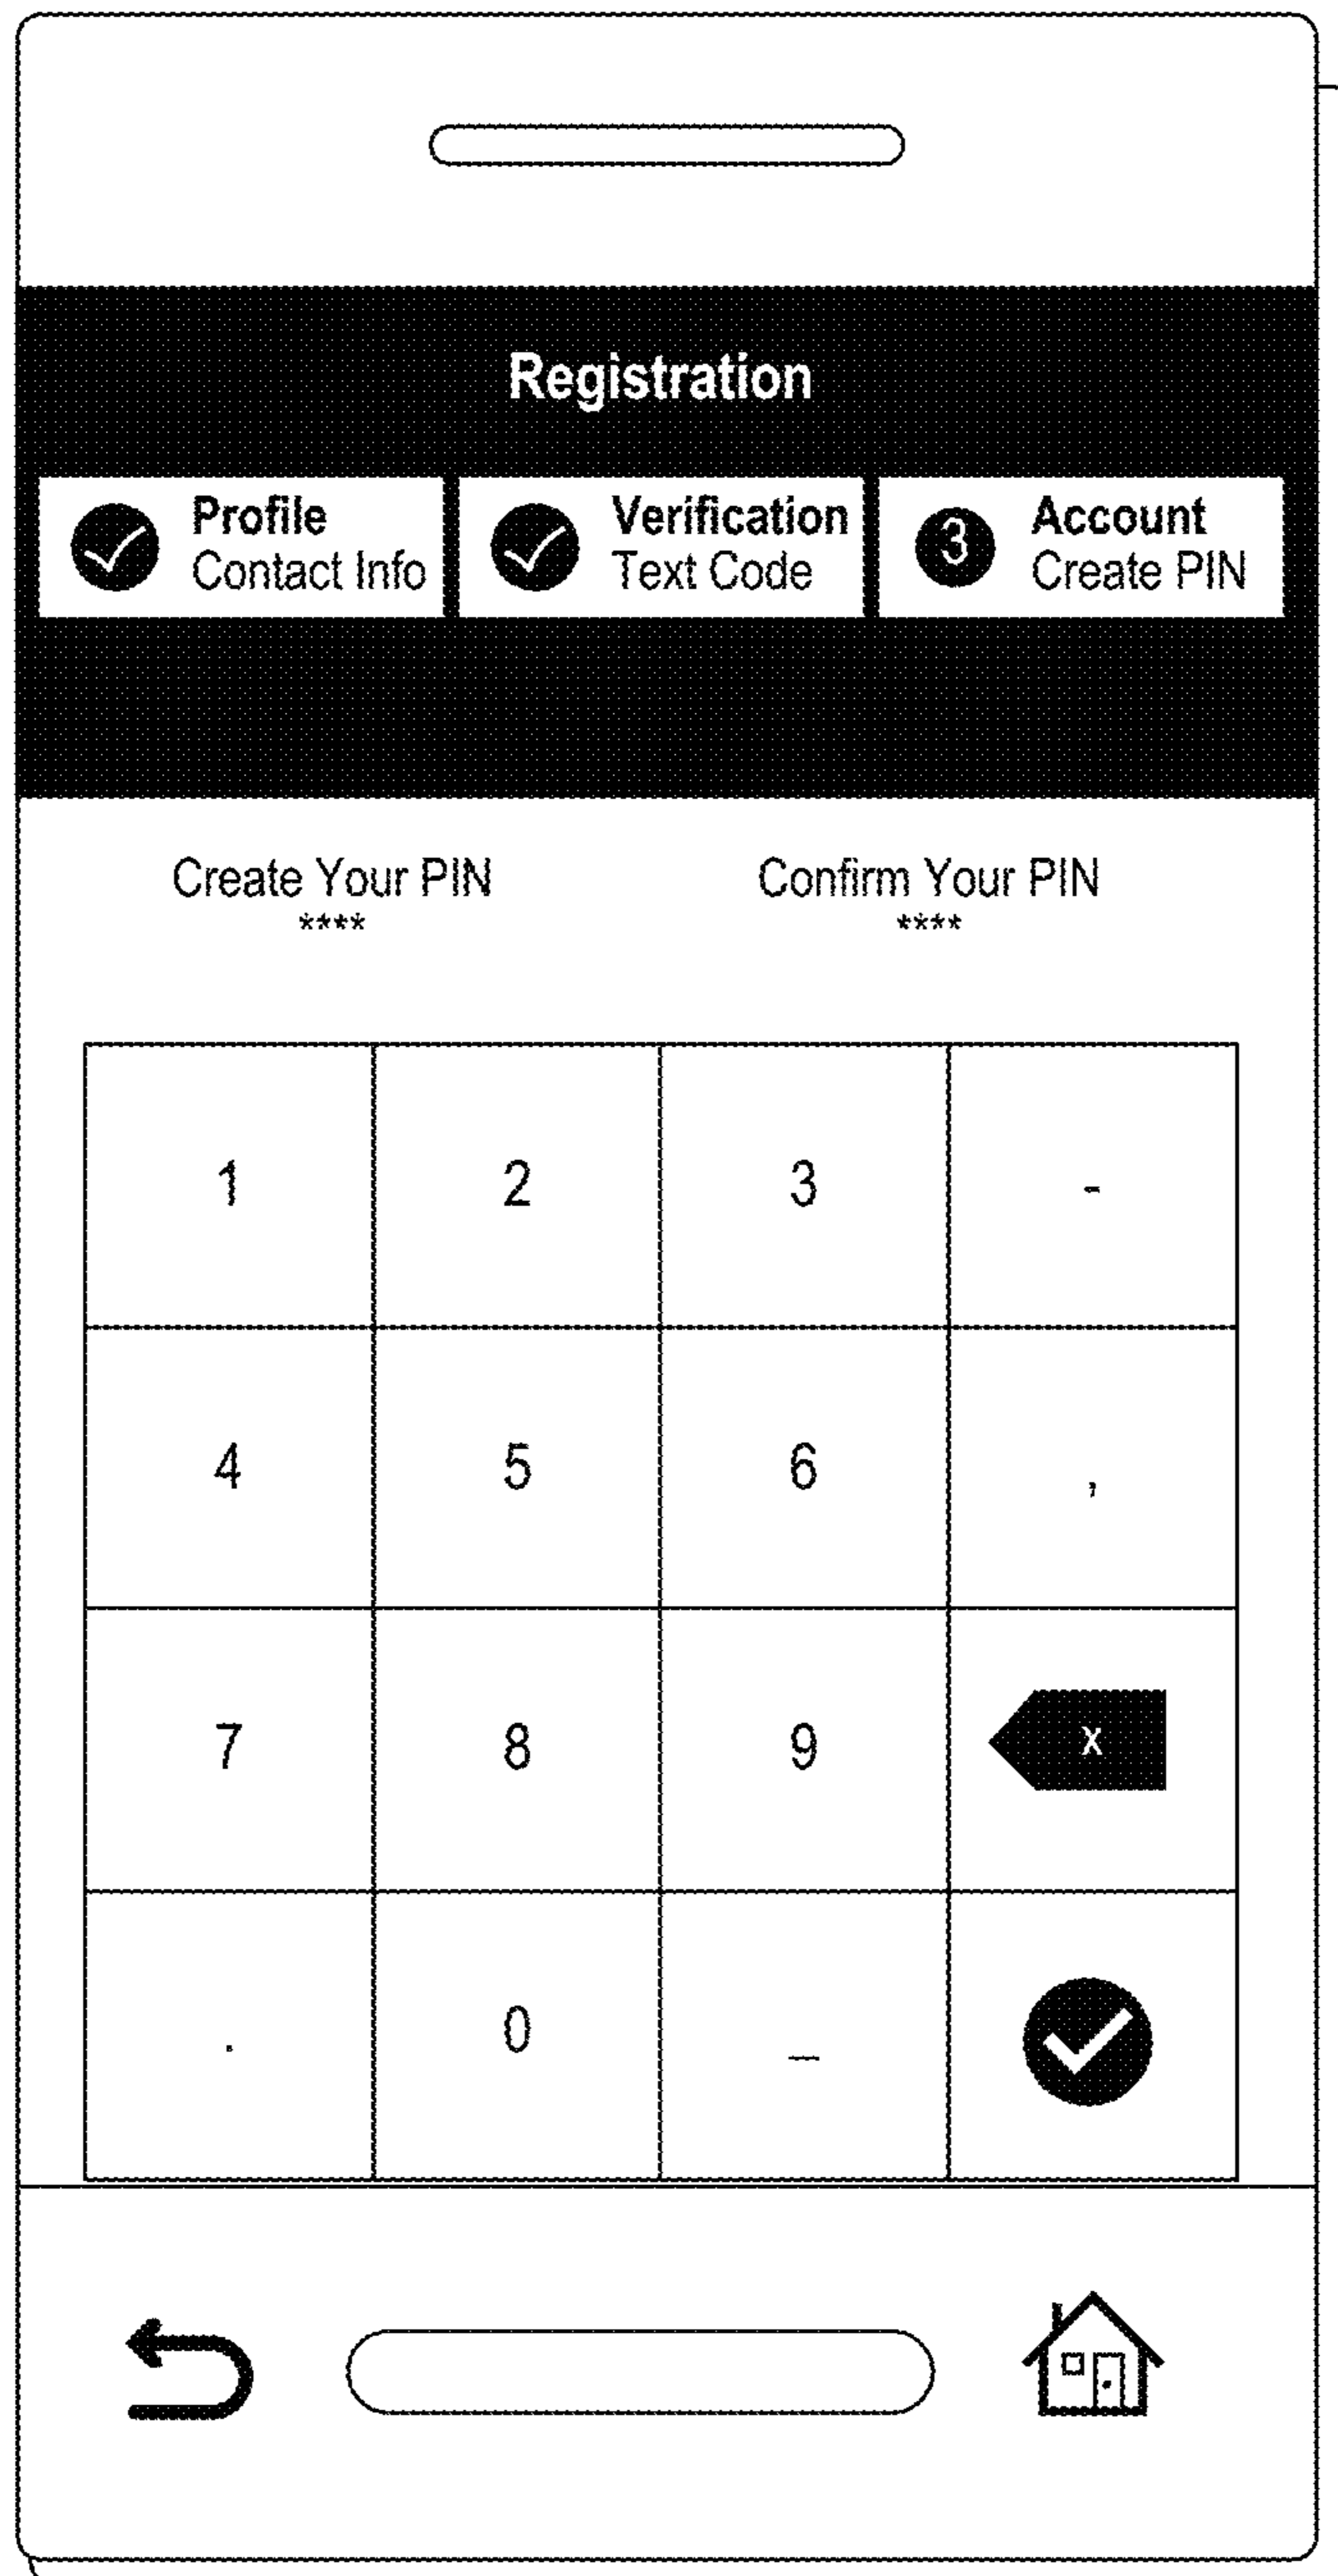 Registration
Profile
Contact Info
Verification
Text Code
3
Account
Create PIN
Create Your PIN
****
Confirm Your PIN
****
1 2 3 -
4 5 6 ,
7 8 9 x
. 0 _